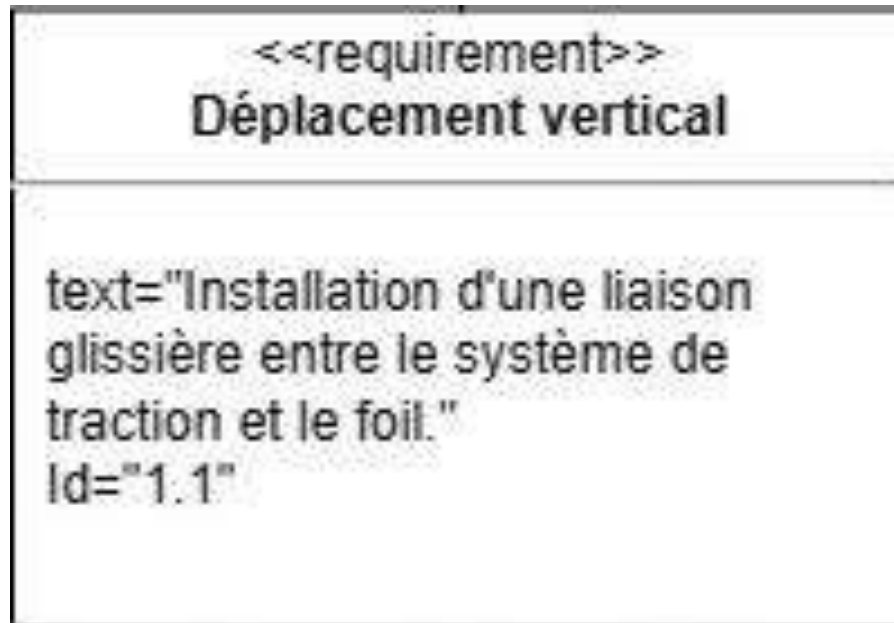 <<requirement>>
Déplacement vertical
text="Installation d'une liaison
glissière entre le système de
traction et le foil."
Id="1.1"